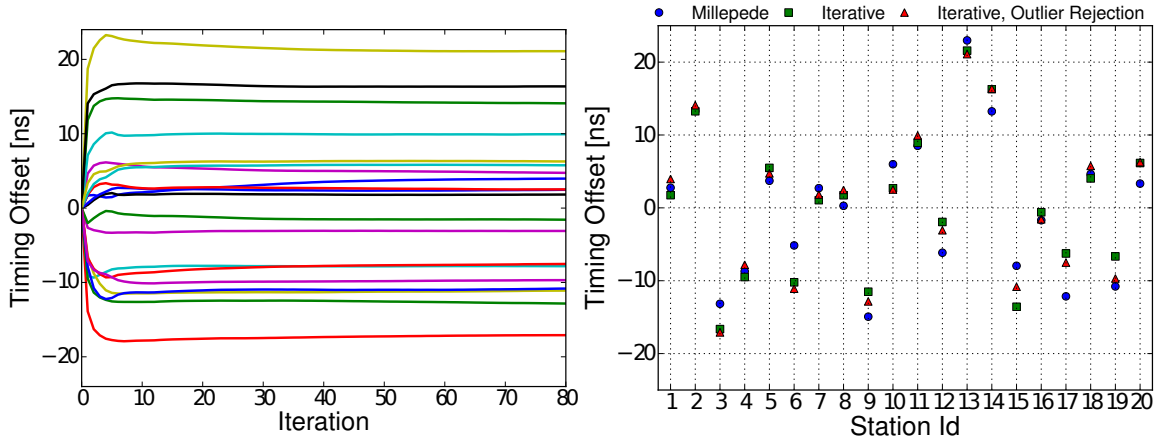 Millepede Iterative Iterative, Outlier Rejection
Timing Offset [ns]
20
10
0
−10
−20
0 10 20 30 40 50 60 70 80
Iteration
Timing Offset [ns]
20
10
0
−10
−20
1 2 3 4 5 6 7 8 9 10 11 12 13 14 15 16 17 18 19 20
Station Id